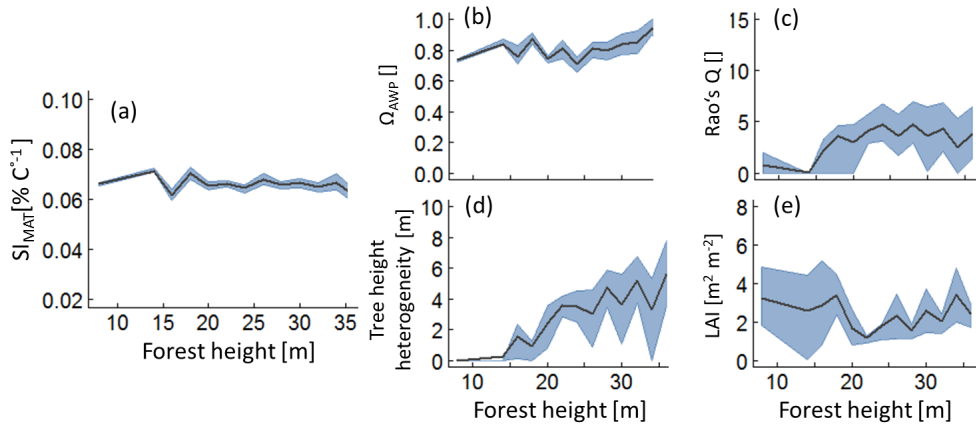 (a)
SI_MAT[% C°⁻¹]
0.10
0.08
0.06
0.04
0.02
10 15 20 25 30 35
Forest height [m]
(b)
Ω_AWP []
1.0
0.8
0.6
0.4
0.2
0.0
(c)
Rao's Q []
15
10
5
0
(d)
Tree height
heterogeneity [m]
10
8
6
4
2
0
10 20 30
Forest height [m]
(e)
LAI [m² m⁻²]
8
6
4
2
0
10 20 30
Forest height [m]